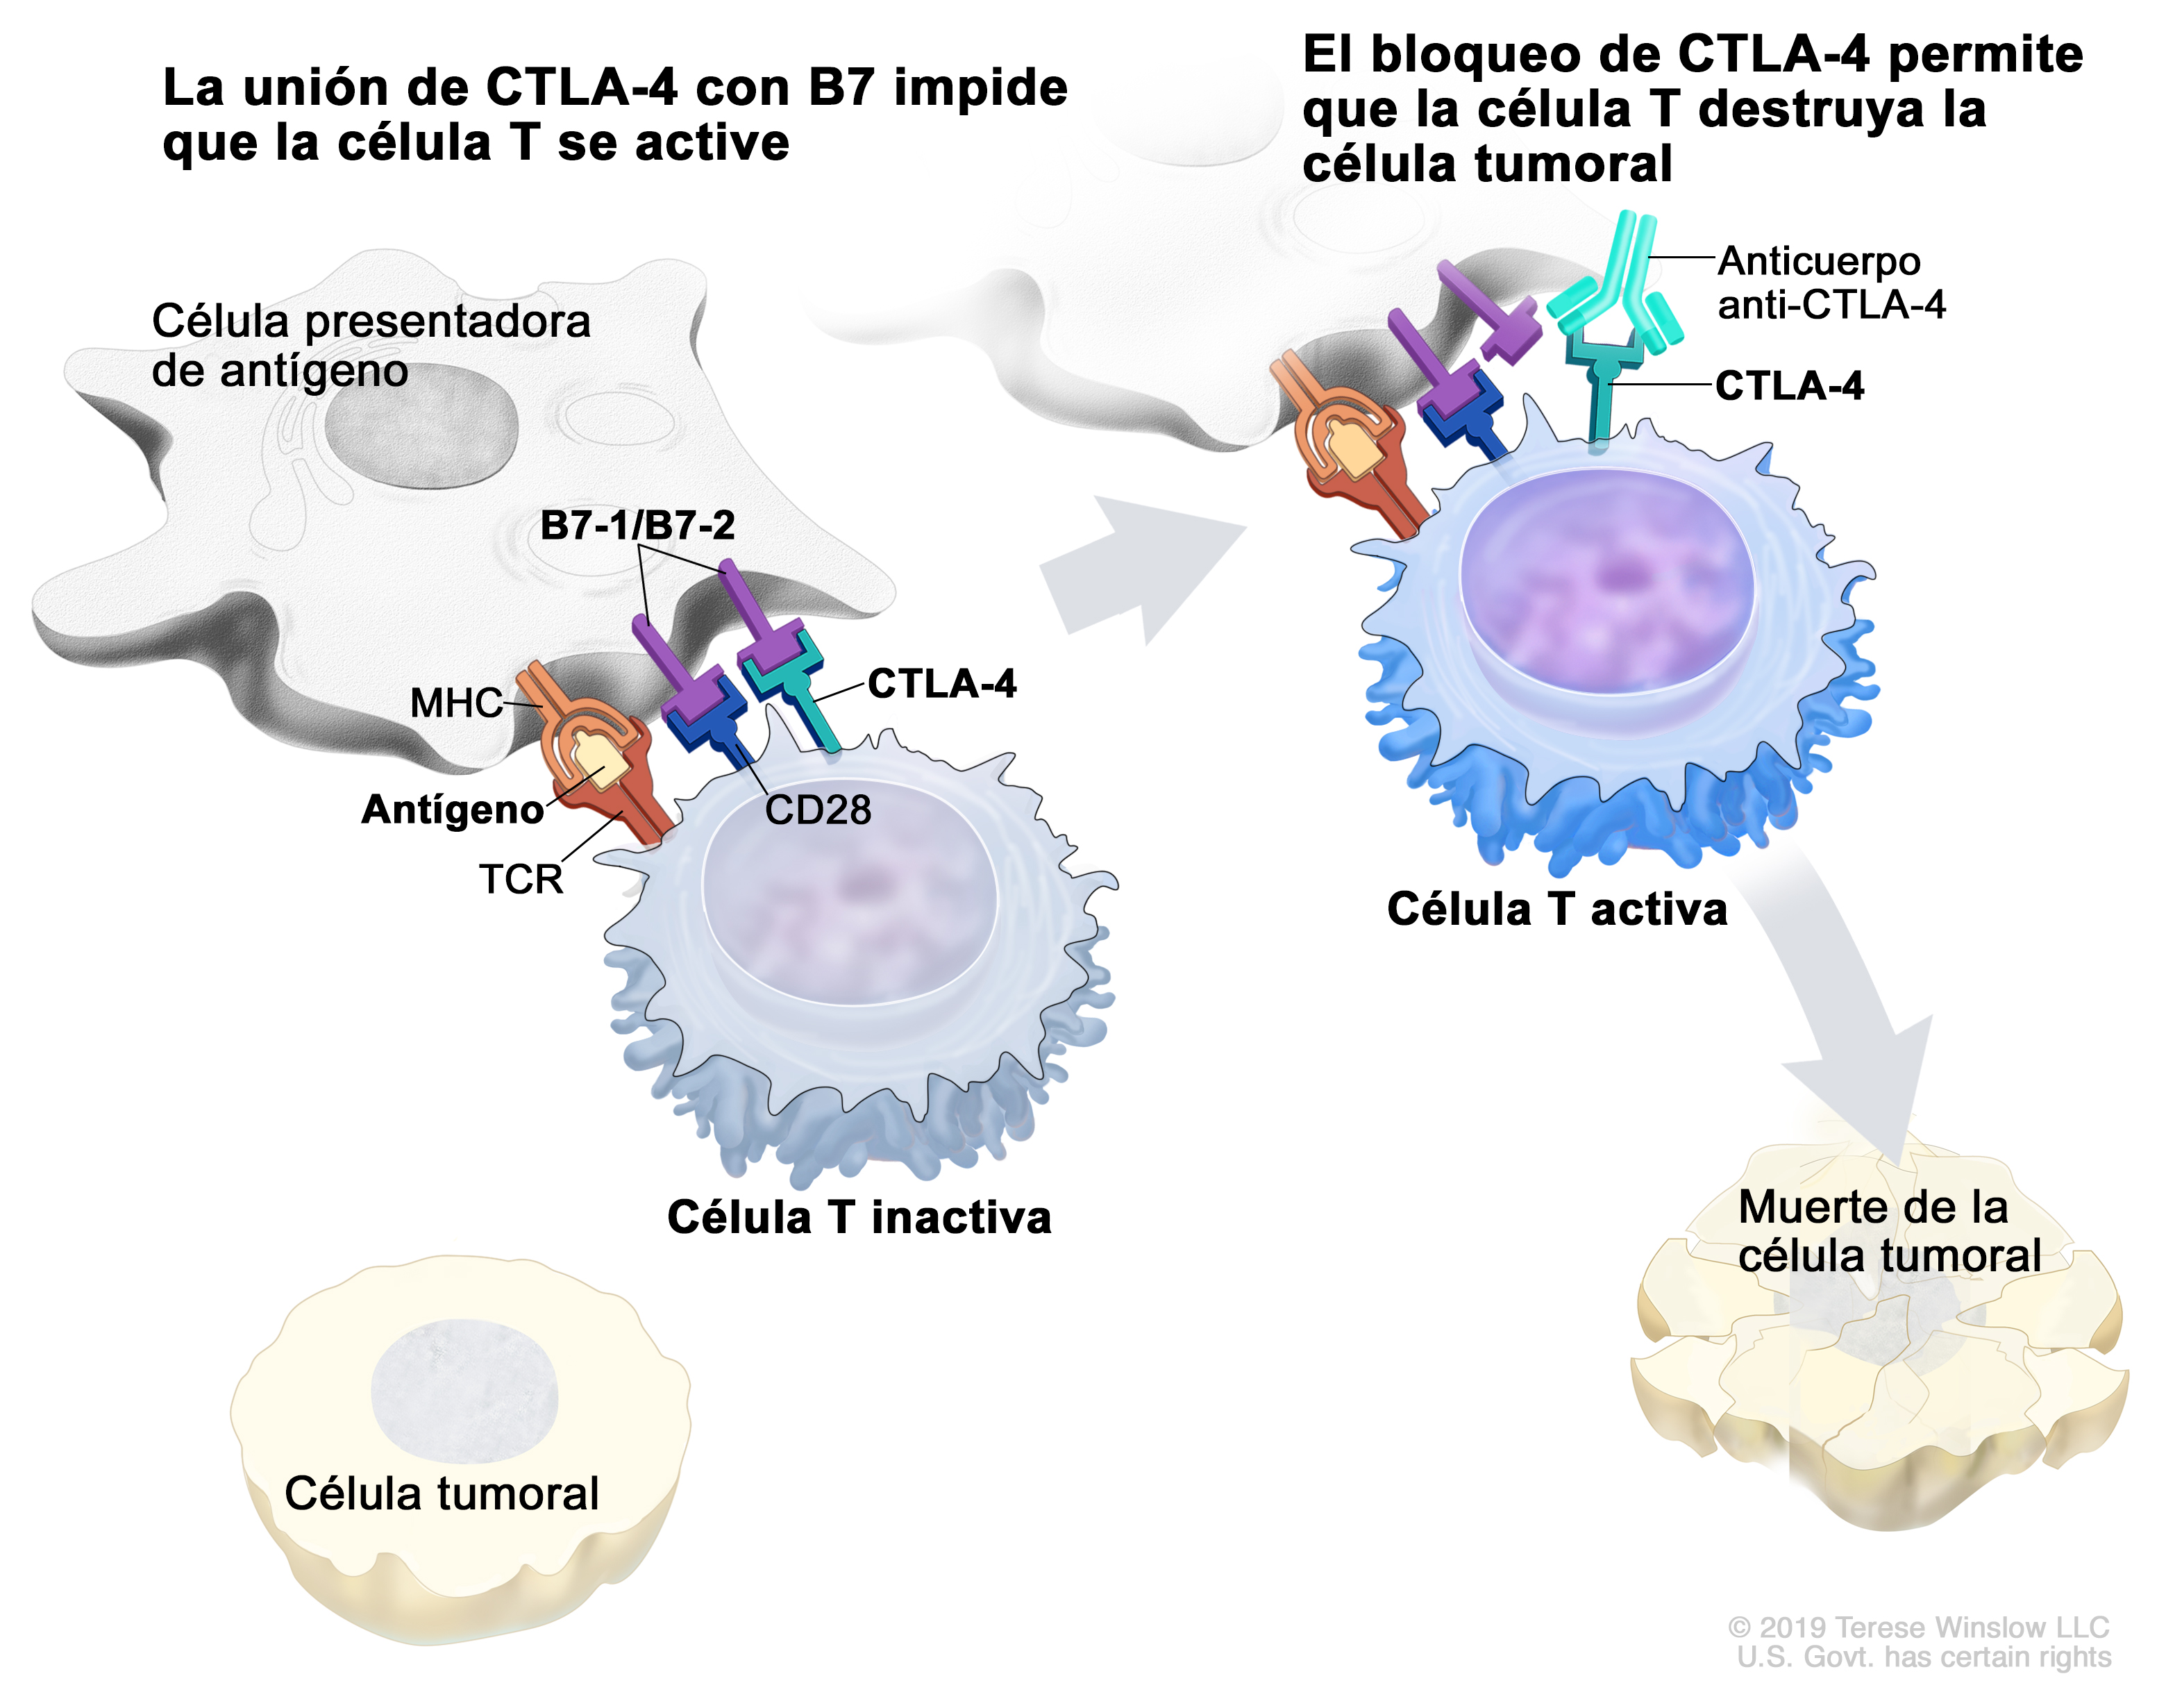 La unión de CTLA-4 con B7 impide
que la célula T se active
Célula presentadora
de antígeno
B7-1/B7-2
MHC
CTLA-4
Antígeno
CD28
TCR
Célula T inactiva
Célula tumoral
El bloqueo de CTLA-4 permite
que la célula T destruya la
célula tumoral
Anticuerpo
anti-CTLA-4
CTLA-4
Célula T activa
Muerte de la
célula tumoral
© 2019 Terese Winslow LLC
U.S. Govt. has certain rights